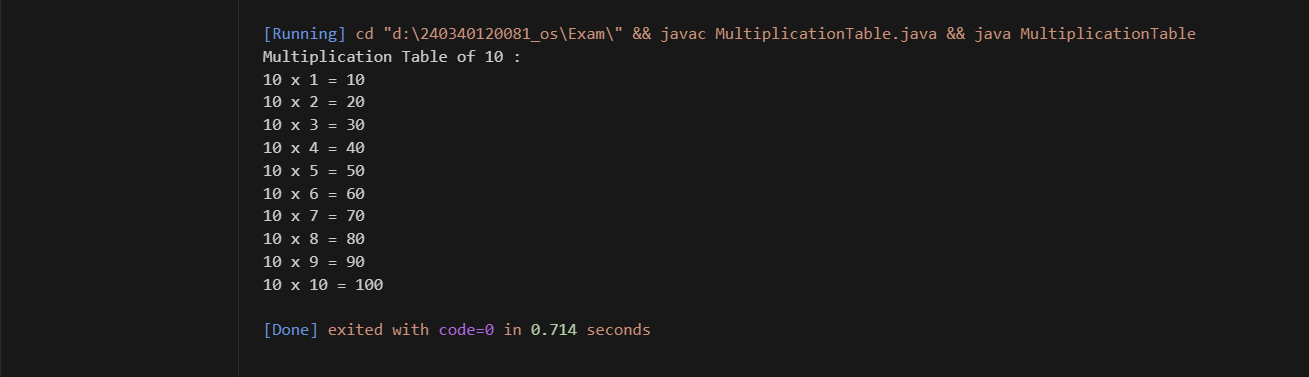 [Running] cd "d:\240340120081_os\Exam\" && javac MultiplicationTable.java && java MultiplicationTable
Multiplication Table of 10 :
10 x 1 = 10
10 x 2 = 20
10 x 3 = 30
10 x 4 = 40
10 x 5 = 50
10 x 6 = 60
10 x 7 = 70
10 x 8 = 80
10 x 9 = 90
10 x 10 = 100
[Done] exited with code=0 in 0.714 seconds